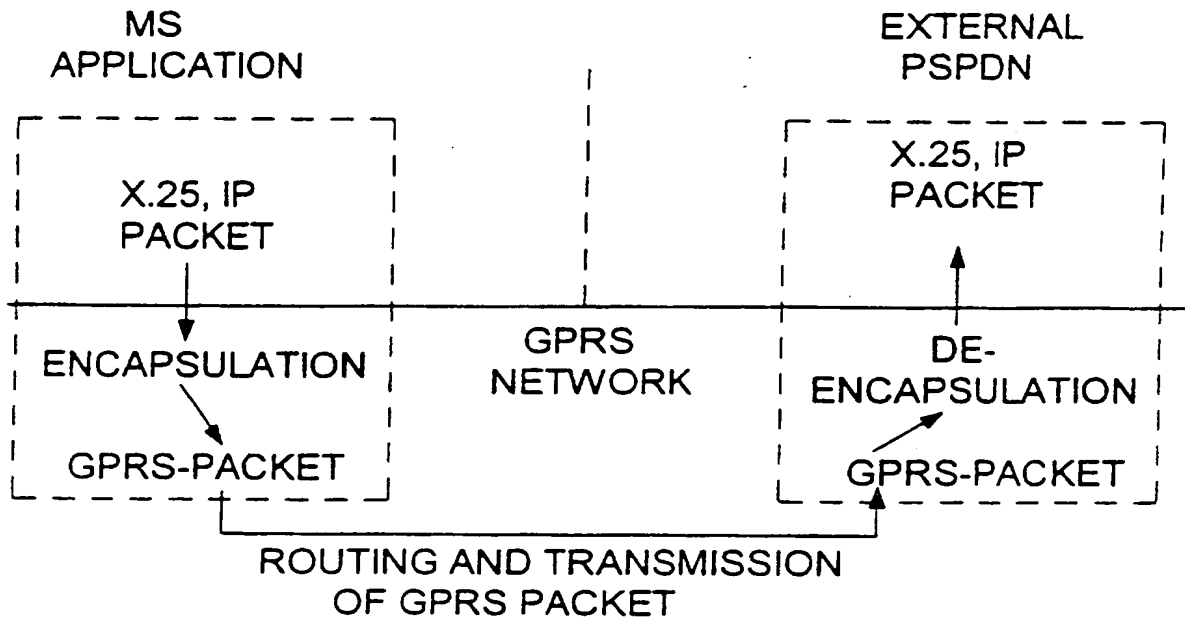 MS
APPLICATION
EXTERNAL
PSPDN
X.25, IP
PACKET
X.25, IP
PACKET
ENCAPSULATION
GPRS
NETWORK
DE-
ENCAPSULATION
GPRS-PACKET
GPRS-PACKET
ROUTING AND TRANSMISSION
OF GPRS PACKET